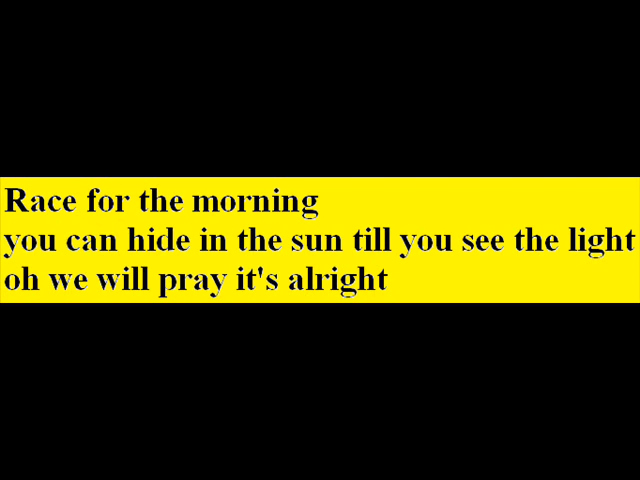 Race for the morning
you can hide in the sun till you see the light
oh we will pray it's alright